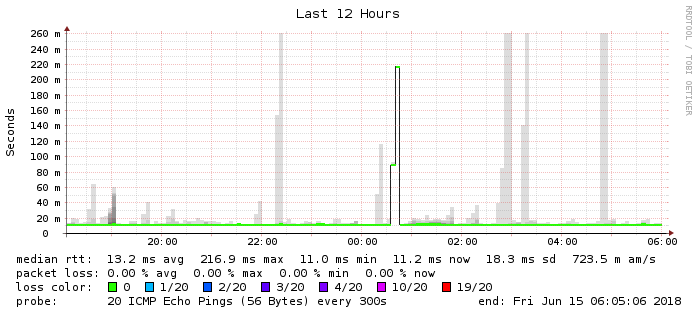 Last 12 Hours
RRDTOOL / TOBI OETIKER
Seconds
260 m
240 m
220 m
200 m
180 m
160 m
140 m
120 m
100 m
80 m
60 m
40 m
20 m
0
20:00 22:00 00:00 02:00 04:00 06:00
median rtt: 13.2 ms avg 216.9 ms max 11.0 ms min 11.2 ms now 18.3 ms sd 723.5 m am/s
packet loss: 0.00 % avg 0.00 % max 0.00 % min 0.00 % now
loss color: 0 1/20 2/20 3/20 4/20 10/20 19/20
probe: 20 ICMP Echo Pings (56 Bytes) every 300s end: Fri Jun 15 06:05:06 2018